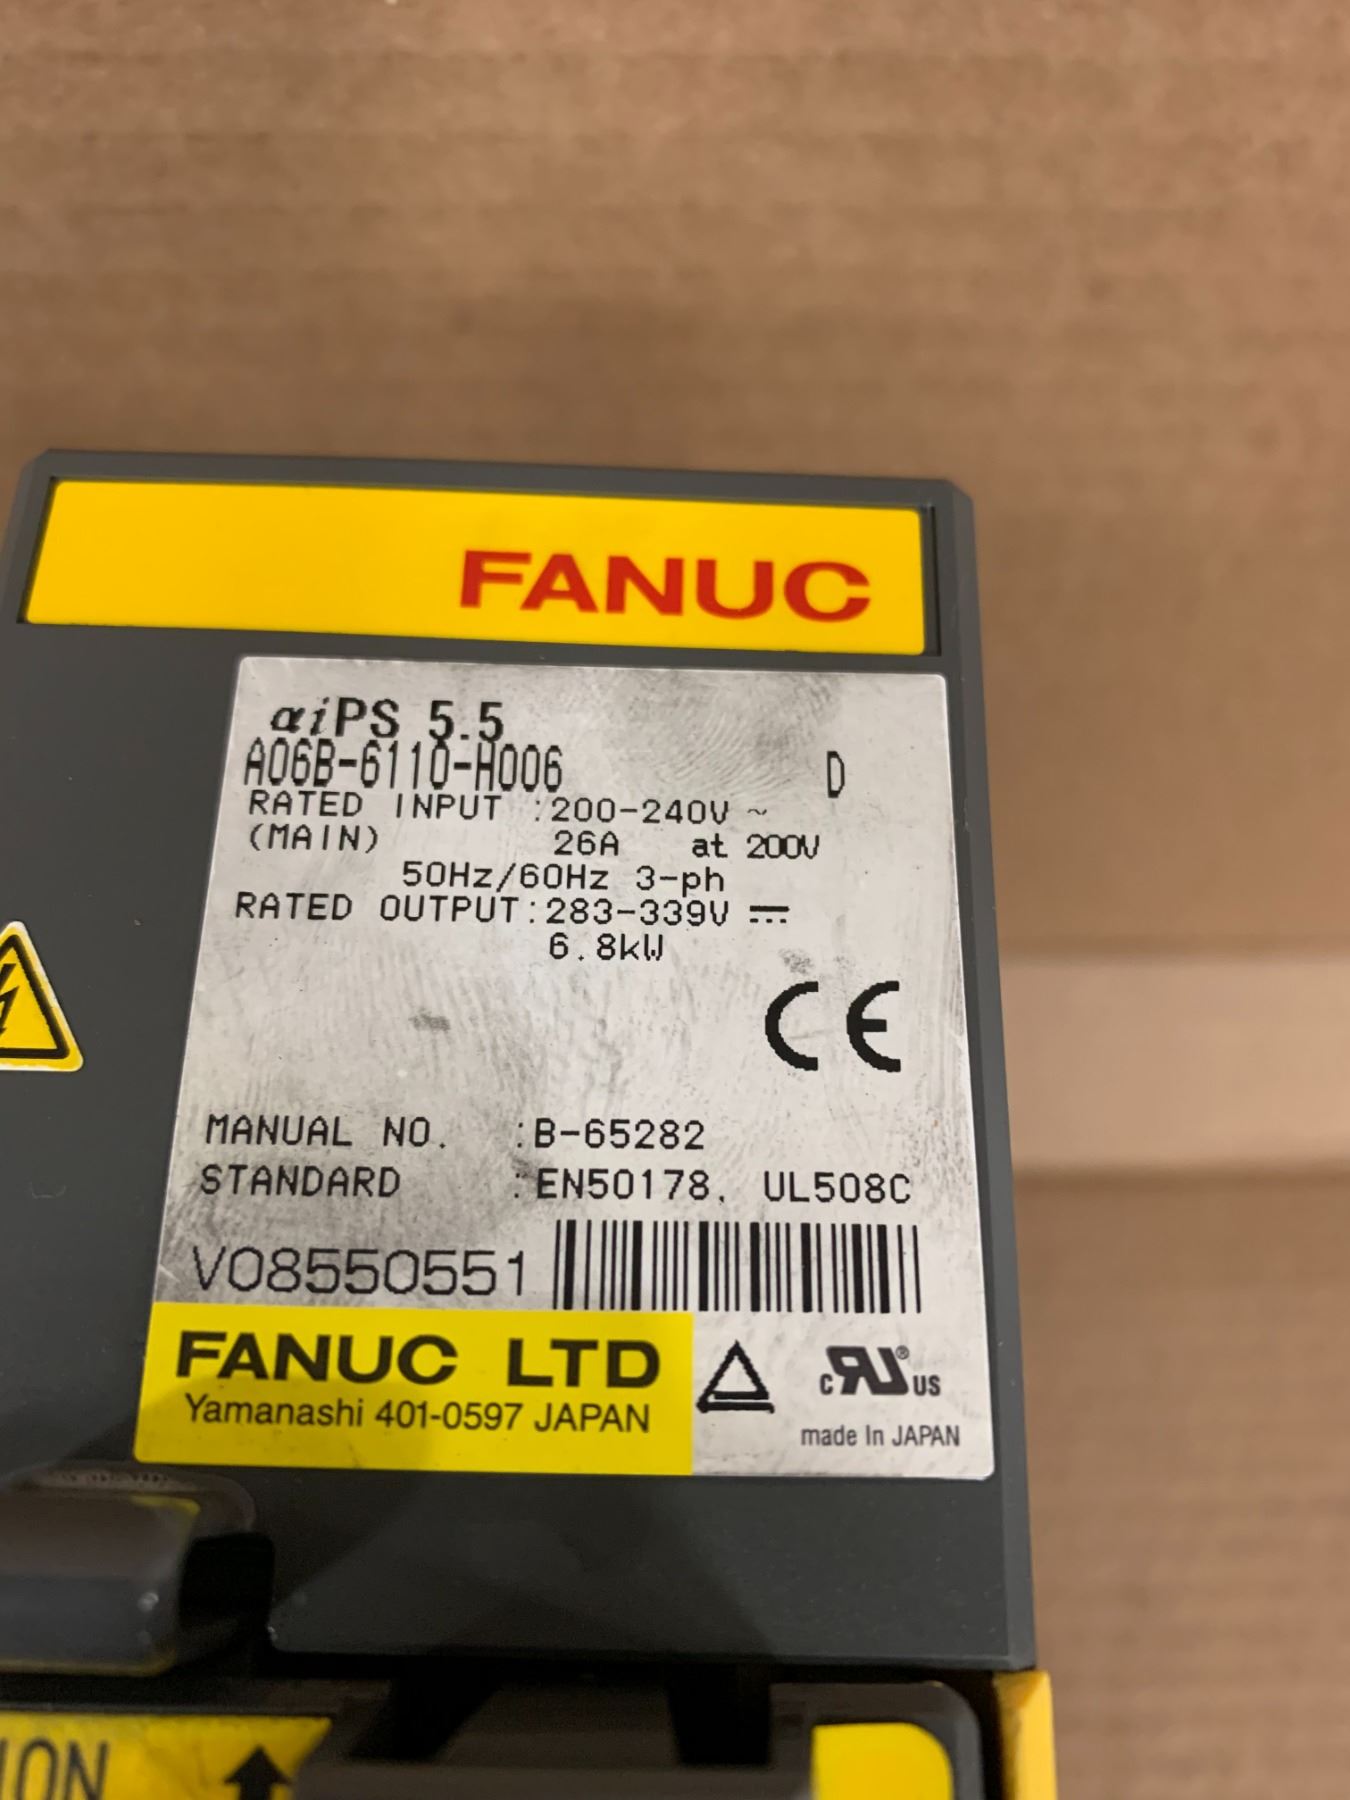 FANUC
αiPS 5.5
A06B-6110-H006 D
RATED INPUT :200-240V ~
(MAIN) 26A at 200V
50Hz/60Hz 3-ph
RATED OUTPUT:283-339V ⎓
6.8kW
CE
MANUAL NO. :B-65282
STANDARD :EN50178, UL508C
V08550551
FANUC LTD
Yamanashi 401-0597 JAPAN
c RU ® US
made In JAPAN